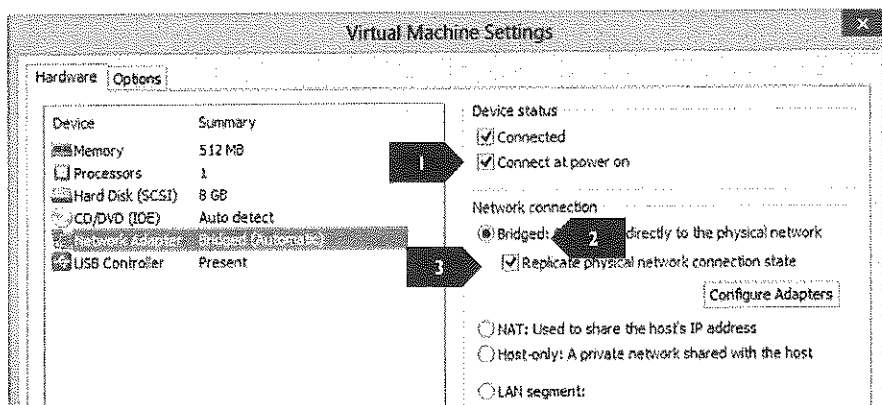 Virtual Machine Settings
Hardware Options
Device Summary
Memory 512 MB
Processors 1
Hard Disk (SCSI) 8 GB
CD/DVD (IDE) Auto detect
Network Adapter Bridged (Automatic)
USB Controller Present
Device status
Connected
1
Connect at power on
Network connection
Bridged: 2 directly to the physical network
3
Replicate physical network connection state
Configure Adapters
NAT: Used to share the host's IP address
Host-only: A private network shared with the host
LAN segment: